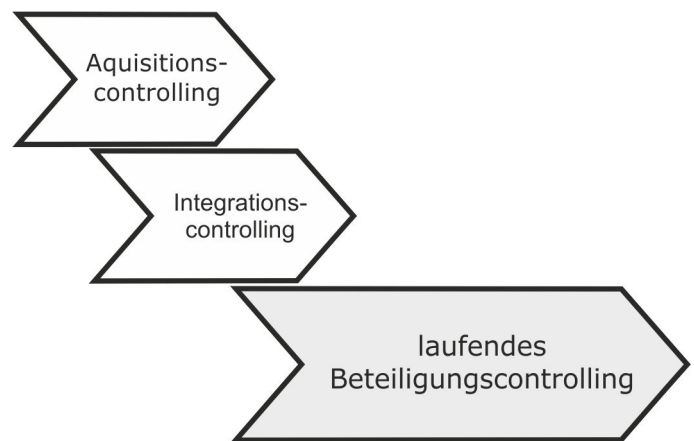 Aquisitions-
controlling
Integrations-
controlling
laufendes
Beteiligungscontrolling